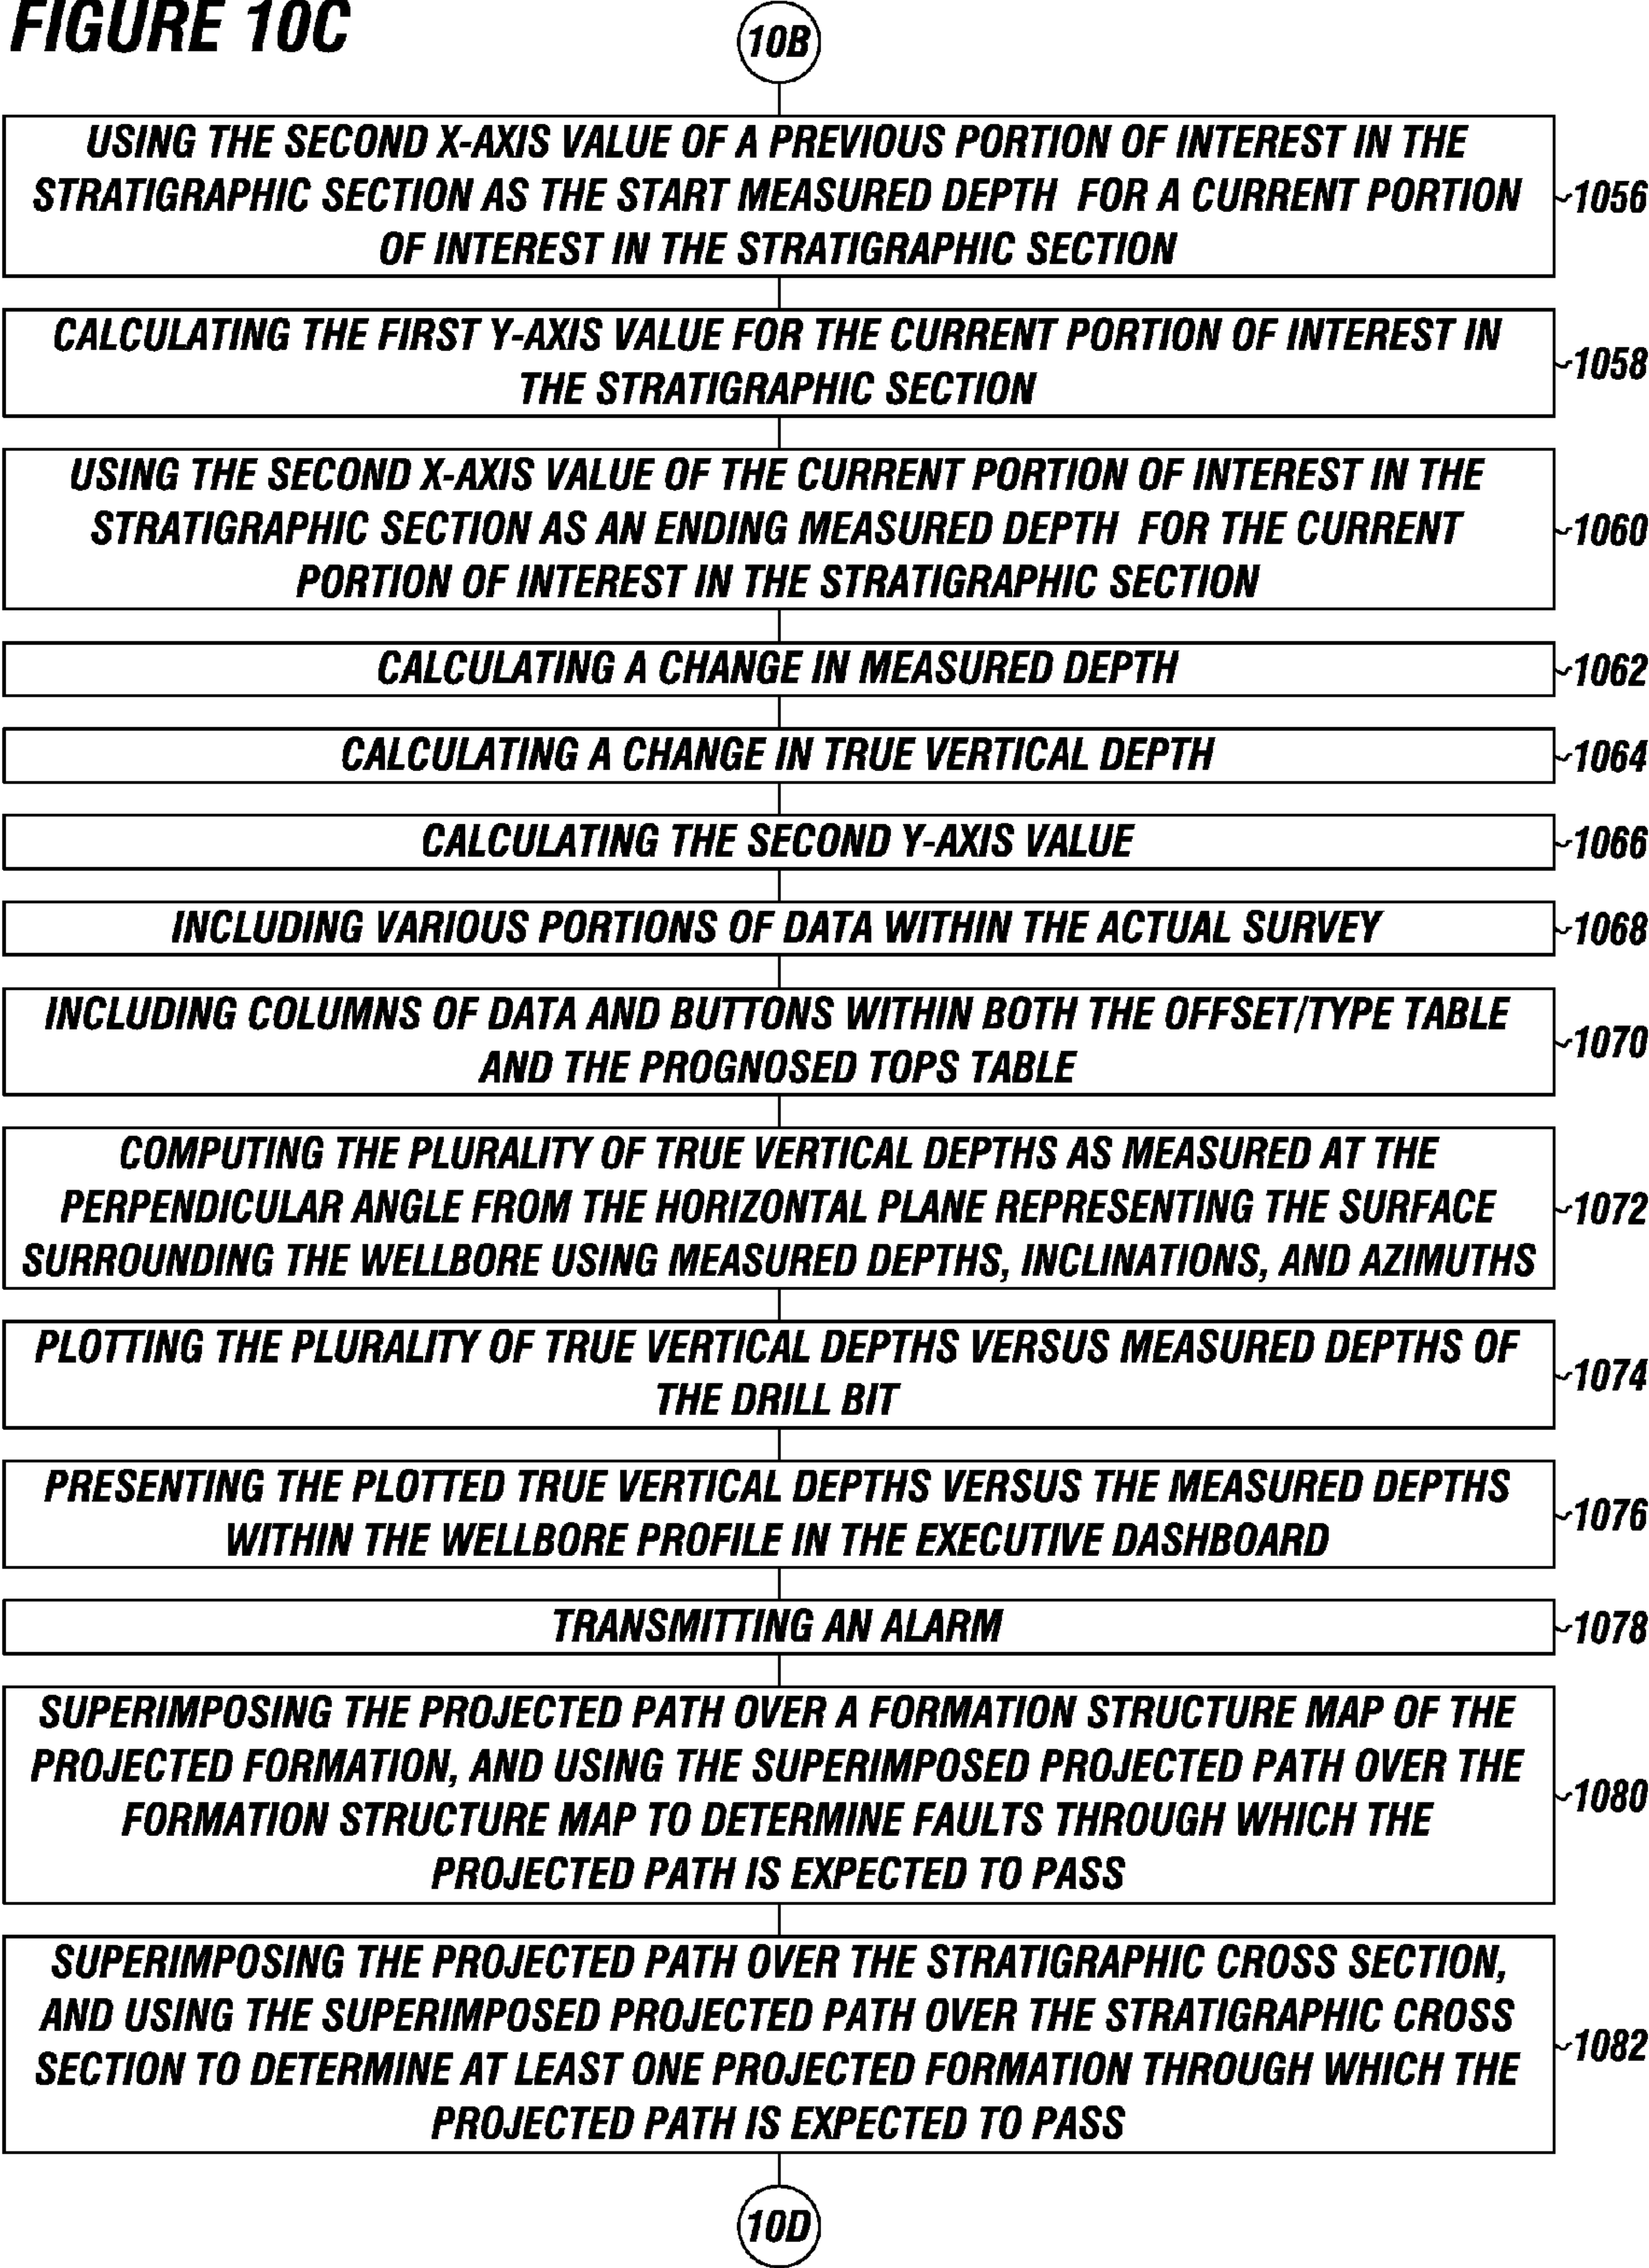 FIGURE 10C
10B
USING THE SECOND X-AXIS VALUE OF A PREVIOUS PORTION OF INTEREST IN THE
STRATIGRAPHIC SECTION AS THE START MEASURED DEPTH FOR A CURRENT PORTION
OF INTEREST IN THE STRATIGRAPHIC SECTION
1056
CALCULATING THE FIRST Y-AXIS VALUE FOR THE CURRENT PORTION OF INTEREST IN
THE STRATIGRAPHIC SECTION
1058
USING THE SECOND X-AXIS VALUE OF THE CURRENT PORTION OF INTEREST IN THE
STRATIGRAPHIC SECTION AS AN ENDING MEASURED DEPTH FOR THE CURRENT
PORTION OF INTEREST IN THE STRATIGRAPHIC SECTION
1060
CALCULATING A CHANGE IN MEASURED DEPTH
1062
CALCULATING A CHANGE IN TRUE VERTICAL DEPTH
1064
CALCULATING THE SECOND Y-AXIS VALUE
1066
INCLUDING VARIOUS PORTIONS OF DATA WITHIN THE ACTUAL SURVEY
1068
INCLUDING COLUMNS OF DATA AND BUTTONS WITHIN BOTH THE OFFSET/TYPE TABLE
AND THE PROGNOSED TOPS TABLE
1070
COMPUTING THE PLURALITY OF TRUE VERTICAL DEPTHS AS MEASURED AT THE
PERPENDICULAR ANGLE FROM THE HORIZONTAL PLANE REPRESENTING THE SURFACE
SURROUNDING THE WELLBORE USING MEASURED DEPTHS, INCLINATIONS, AND AZIMUTHS
1072
PLOTTING THE PLURALITY OF TRUE VERTICAL DEPTHS VERSUS MEASURED DEPTHS OF
THE DRILL BIT
1074
PRESENTING THE PLOTTED TRUE VERTICAL DEPTHS VERSUS THE MEASURED DEPTHS
WITHIN THE WELLBORE PROFILE IN THE EXECUTIVE DASHBOARD
1076
TRANSMITTING AN ALARM
1078
SUPERIMPOSING THE PROJECTED PATH OVER A FORMATION STRUCTURE MAP OF THE
PROJECTED FORMATION, AND USING THE SUPERIMPOSED PROJECTED PATH OVER THE
FORMATION STRUCTURE MAP TO DETERMINE FAULTS THROUGH WHICH THE
PROJECTED PATH IS EXPECTED TO PASS
1080
SUPERIMPOSING THE PROJECTED PATH OVER THE STRATIGRAPHIC CROSS SECTION,
AND USING THE SUPERIMPOSED PROJECTED PATH OVER THE STRATIGRAPHIC CROSS
SECTION TO DETERMINE AT LEAST ONE PROJECTED FORMATION THROUGH WHICH THE
PROJECTED PATH IS EXPECTED TO PASS
1082
10D